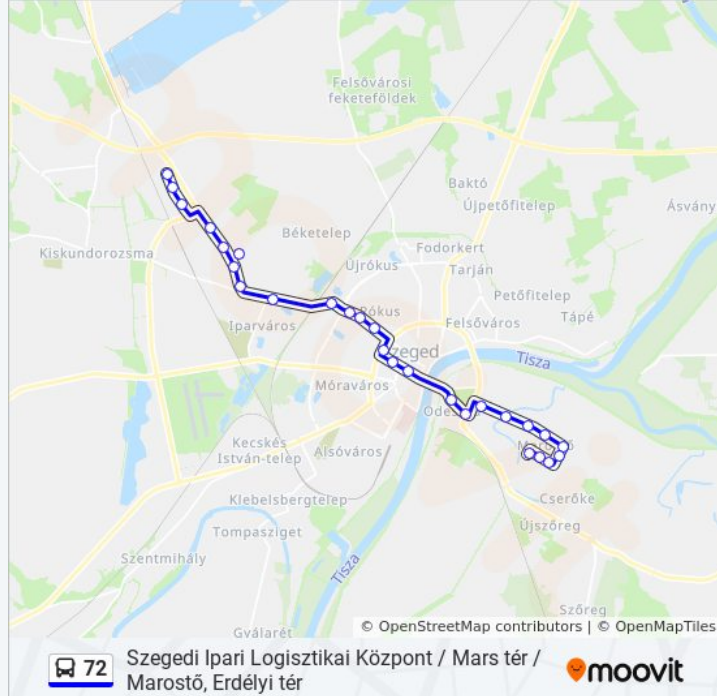 Felsővárosi
feketeföldek
Baktó
Újpetőfitelep
Ásvány
Béketelep
Fodorkert
Kiskundorozsma
Újrókus
Tarján
Petőfitelep
Rókus
Tápé
Iparváros
Felsőváros
Szeged
Tisza
Móraváros
Odes
Kecskés
István-telep
Alsóváros
Klebelsbergtelep
Cserőke
Tompasziget
Újszőreg
Szentmihály
Tisza
Szőreg
Gválarét
© OpenStreetMap contributors | © OpenMapTiles
72
Szegedi Ipari Logisztikai Központ / Mars tér /
Marostő, Erdélyi tér
moovit